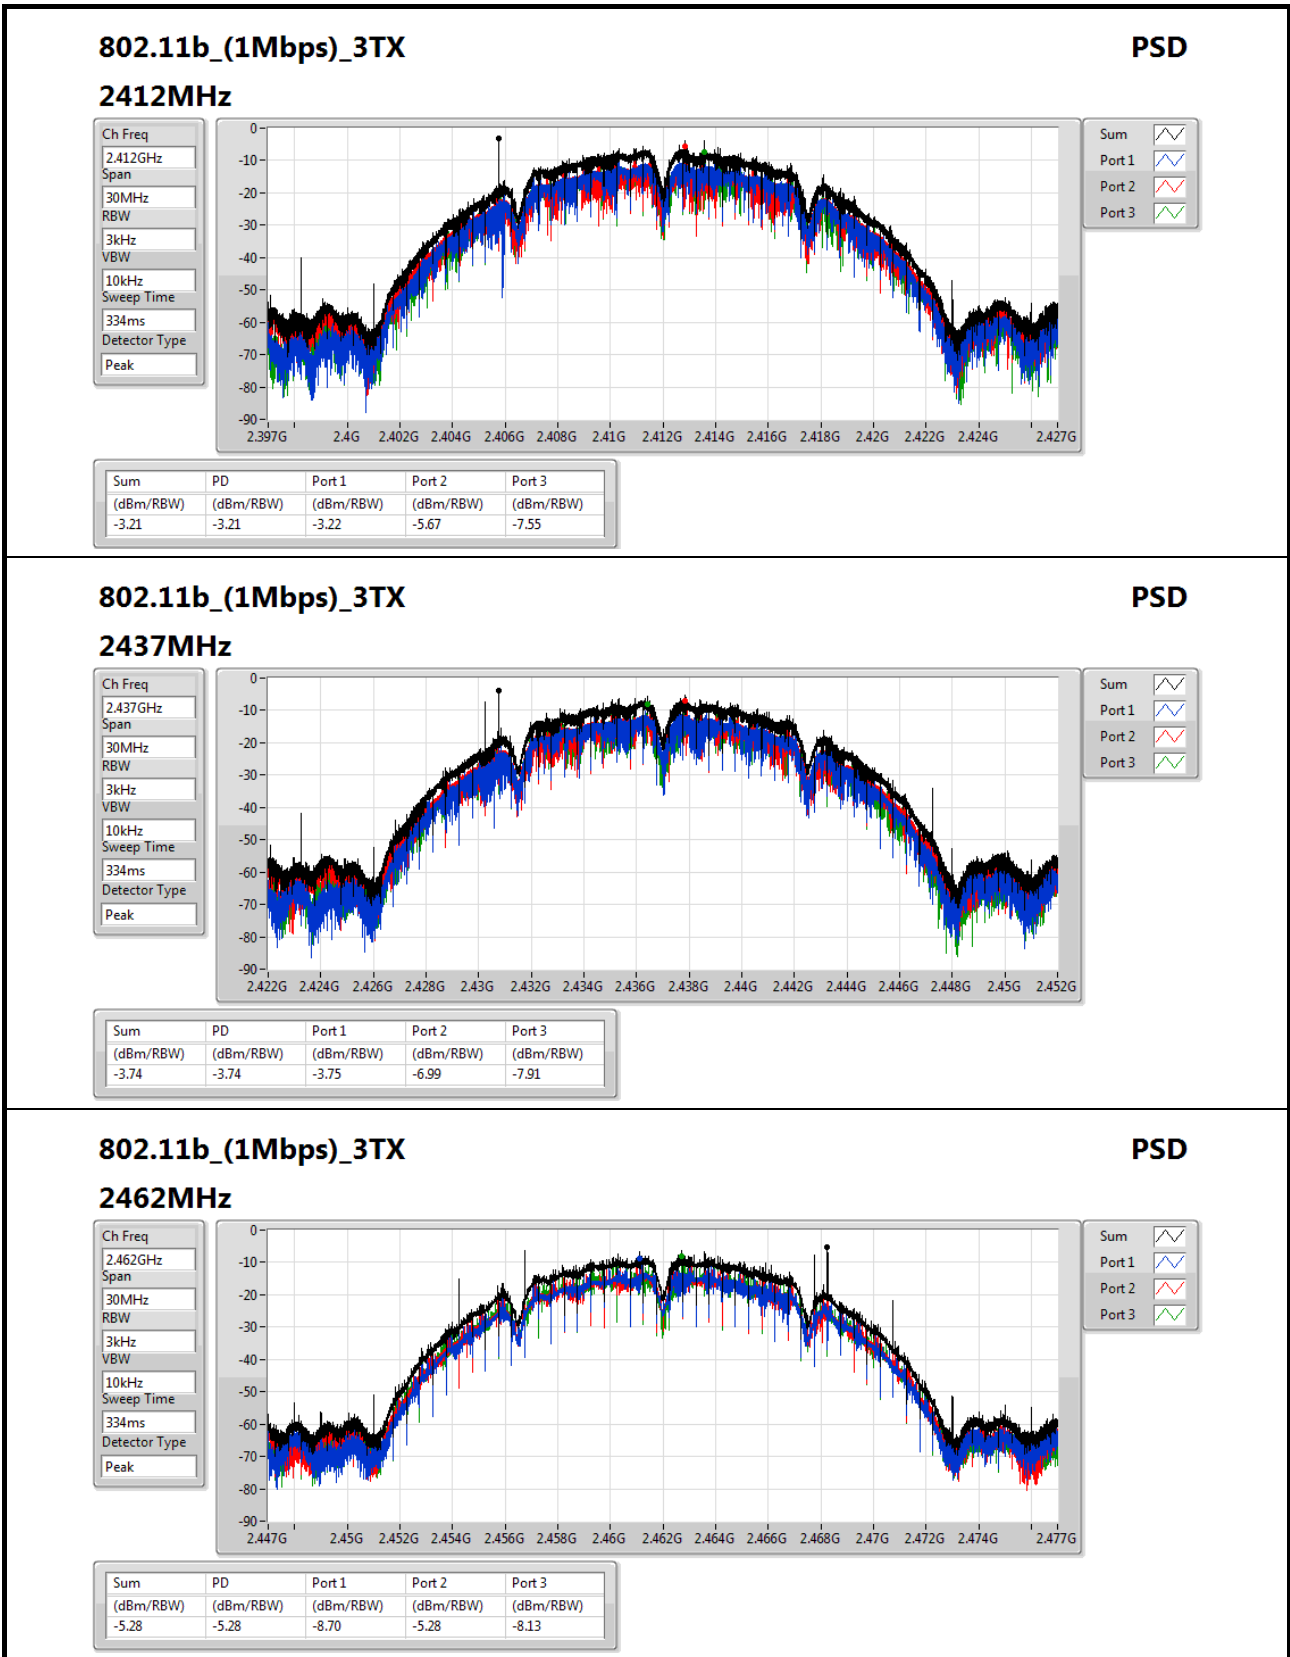 802.11b_(1Mbps)_3TX PSD
2412MHz
Ch Freq
2.412GHz
Span
30MHz
RBW
3kHz
VBW
10kHz
Sweep Time
334ms
Detector Type
Peak
0
-10
-20
-30
-40
-50
-60
-70
-80
-90
2.397G 2.4G 2.402G 2.404G 2.406G 2.408G 2.41G 2.412G 2.414G 2.416G 2.418G 2.42G 2.422G 2.424G 2.427G
Sum
Port 1
Port 2
Port 3
Sum PD Port 1 Port 2 Port 3
(dBm/RBW) (dBm/RBW) (dBm/RBW) (dBm/RBW) (dBm/RBW)
-3.21 -3.21 -3.22 -5.67 -7.55
802.11b_(1Mbps)_3TX PSD
2437MHz
Ch Freq
2.437GHz
Span
30MHz
RBW
3kHz
VBW
10kHz
Sweep Time
334ms
Detector Type
Peak
0
-10
-20
-30
-40
-50
-60
-70
-80
-90
2.422G 2.424G 2.426G 2.428G 2.43G 2.432G 2.434G 2.436G 2.438G 2.44G 2.442G 2.444G 2.446G 2.448G 2.45G 2.452G
Sum
Port 1
Port 2
Port 3
Sum PD Port 1 Port 2 Port 3
(dBm/RBW) (dBm/RBW) (dBm/RBW) (dBm/RBW) (dBm/RBW)
-3.74 -3.74 -3.75 -6.99 -7.91
802.11b_(1Mbps)_3TX PSD
2462MHz
Ch Freq
2.462GHz
Span
30MHz
RBW
3kHz
VBW
10kHz
Sweep Time
334ms
Detector Type
Peak
0
-10
-20
-30
-40
-50
-60
-70
-80
-90
2.447G 2.45G 2.452G 2.454G 2.456G 2.458G 2.46G 2.462G 2.464G 2.466G 2.468G 2.47G 2.472G 2.474G 2.477G
Sum
Port 1
Port 2
Port 3
Sum PD Port 1 Port 2 Port 3
(dBm/RBW) (dBm/RBW) (dBm/RBW) (dBm/RBW) (dBm/RBW)
-5.28 -5.28 -8.70 -5.28 -8.13